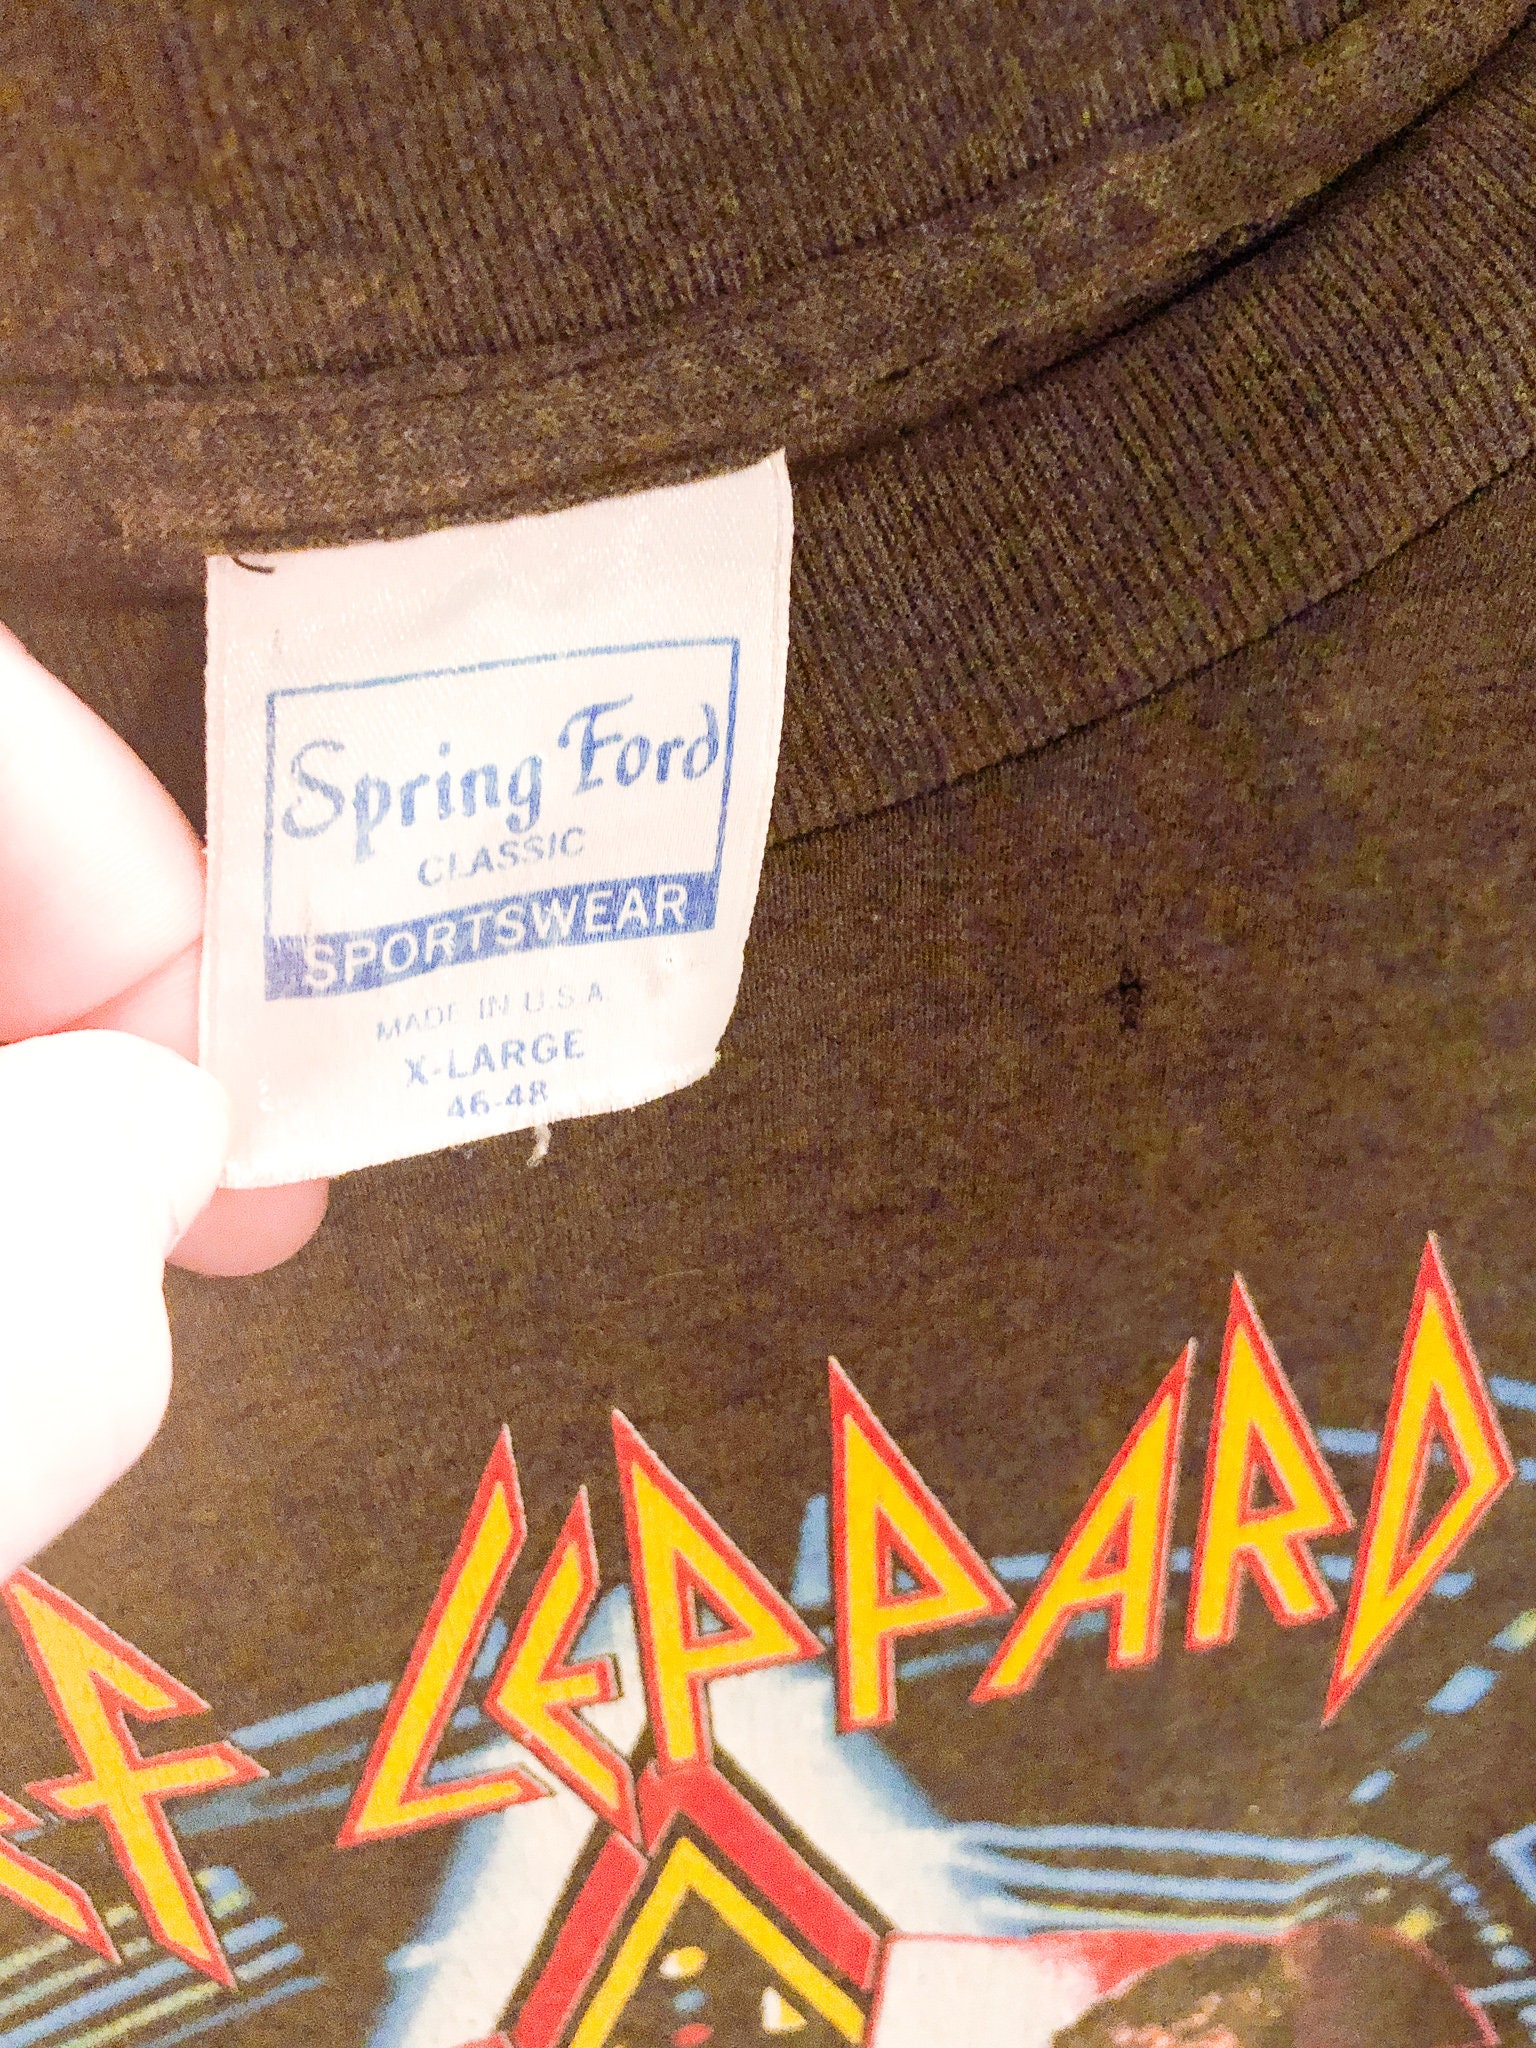 Spring Ford
CLASSIC
SPORTSWEAR
MADE IN U.S.A.
X-LARGE
46-48
EF LEPPARD